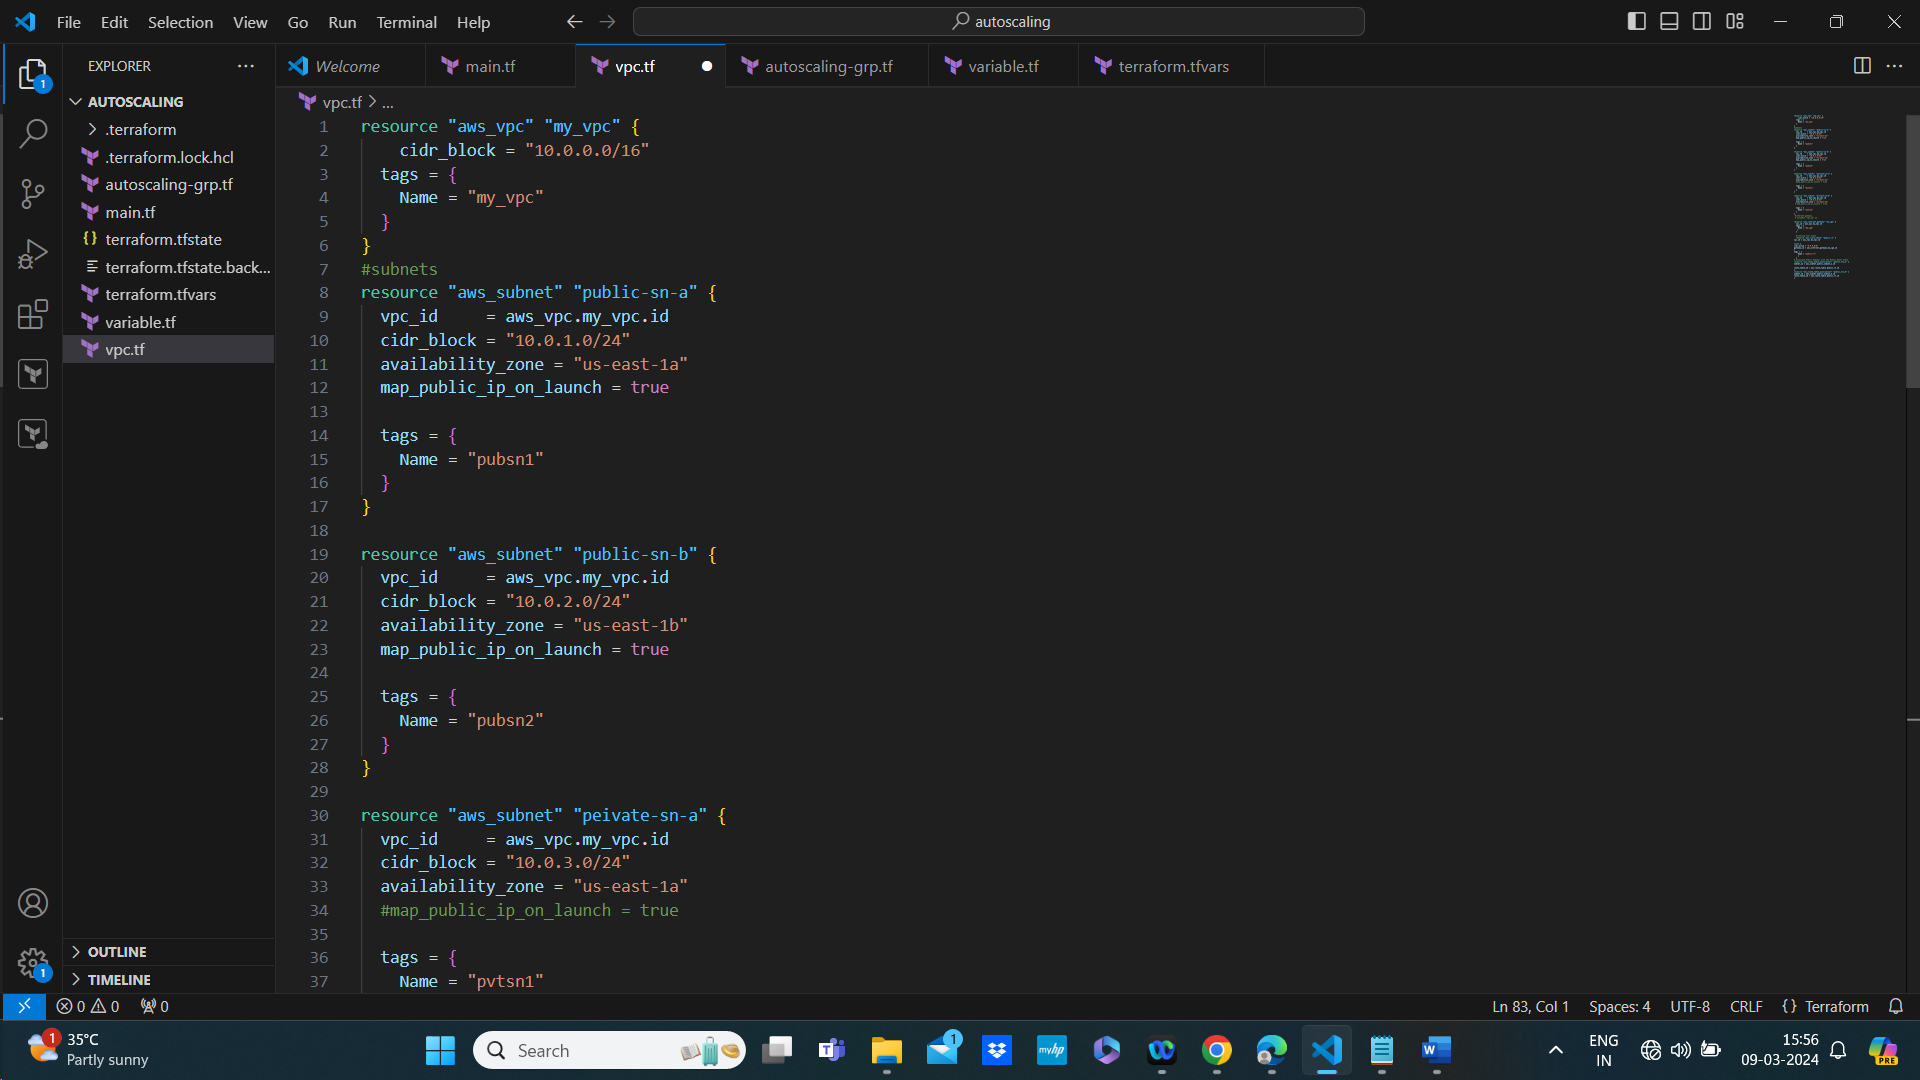 File Edit Selection View Go Run Terminal Help
autoscaling
EXPLORER
Welcome main.tf vpc.tf autoscaling-grp.tf variable.tf terraform.tfvars
AUTOSCALING
.terraform
.terraform.lock.hcl
autoscaling-grp.tf
main.tf
terraform.tfstate
terraform.tfstate.back...
terraform.tfvars
variable.tf
vpc.tf
OUTLINE
TIMELINE
1
1
vpc.tf > ...
1 resource "aws_vpc" "my_vpc" {
2 cidr_block = "10.0.0.0/16"
3 tags = {
4 Name = "my_vpc"
5 }
6 }
7 #subnets
8 resource "aws_subnet" "public-sn-a" {
9 vpc_id = aws_vpc.my_vpc.id
10 cidr_block = "10.0.1.0/24"
11 availability_zone = "us-east-1a"
12 map_public_ip_on_launch = true
13
14 tags = {
15 Name = "pubsn1"
16 }
17 }
18
19 resource "aws_subnet" "public-sn-b" {
20 vpc_id = aws_vpc.my_vpc.id
21 cidr_block = "10.0.2.0/24"
22 availability_zone = "us-east-1b"
23 map_public_ip_on_launch = true
24
25 tags = {
26 Name = "pubsn2"
27 }
28 }
29
30 resource "aws_subnet" "peivate-sn-a" {
31 vpc_id = aws_vpc.my_vpc.id
32 cidr_block = "10.0.3.0/24"
33 availability_zone = "us-east-1a"
34 #map_public_ip_on_launch = true
35
36 tags = {
37 Name = "pvtsn1"
0 0 0
Ln 83, Col 1 Spaces: 4 UTF-8 CRLF {} Terraform
1 35°C
Partly sunny
Search
1
myhp
W
ENG
IN
15:56
09-03-2024
PRE